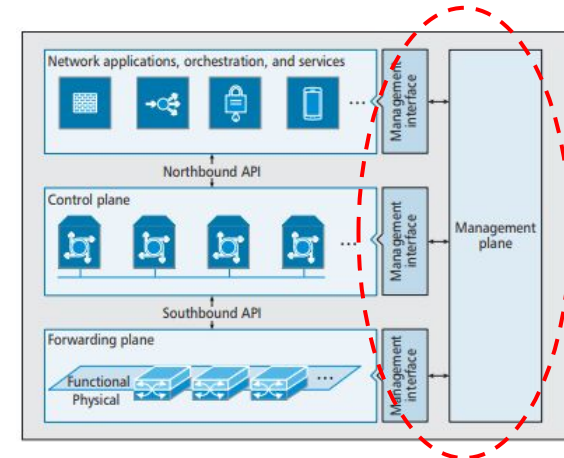 Network applications, orchestration, and services
...
Management
interface
Northbound API
Control plane
...
Management
interface
Management
plane
Southbound API
Forwarding plane
Functional
...
Physical
Management
interface